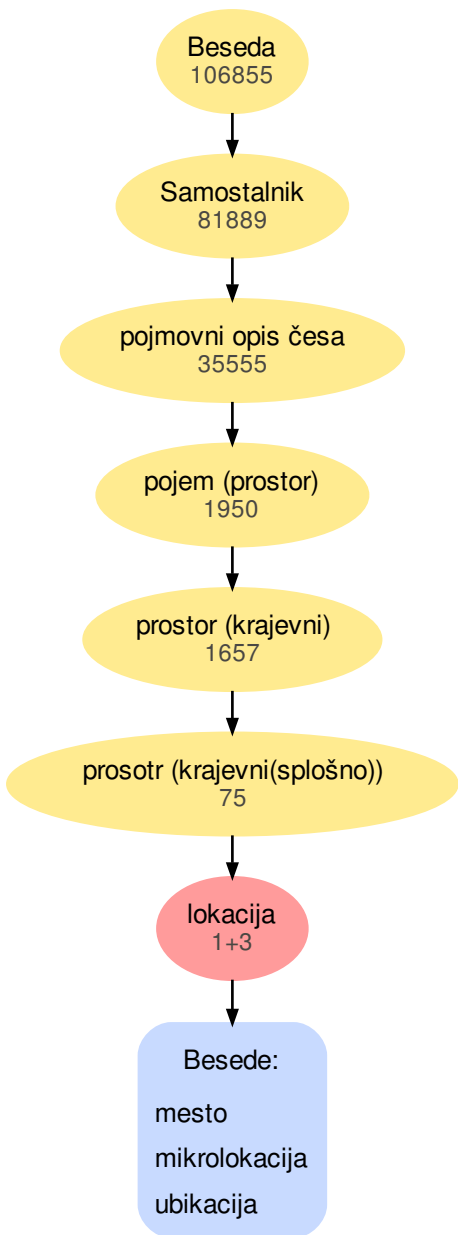 Beseda
106855
Samostalnik
81889
pojmovni opis česa
35555
pojem (prostor)
1950
prostor (krajevni)
1657
prosotr (krajevni(splošno))
75
lokacija
1+3
Besede:
mesto
mikrolokacija
ubikacija